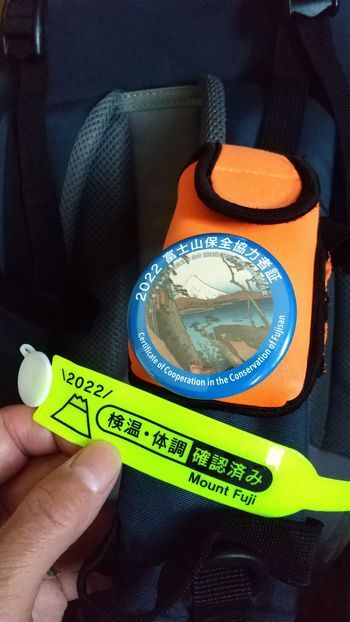 2022 富士山保全協力者証
Certificate of Cooperation in the Conservation of Fujisan
\2022/
検温・体調 確認済み
Mount Fuji